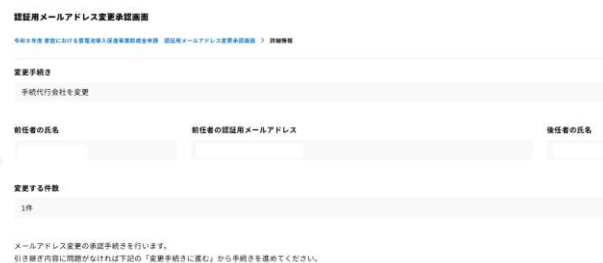 認証用メールアドレス変更承認画面
令和８年度 家庭における蓄電池導入促進事業助成金申請　認証用メールアドレス変更承認画面 > 詳細情報
変更手続き
手続代行会社を変更
前任者の氏名
前任者の認証用メールアドレス
後任者の氏名
変更する件数
1件
メールアドレス変更の承認手続きを行います。
引き継ぎ内容に問題がなければ下記の「変更手続きに進む」から手続きを進めてください。